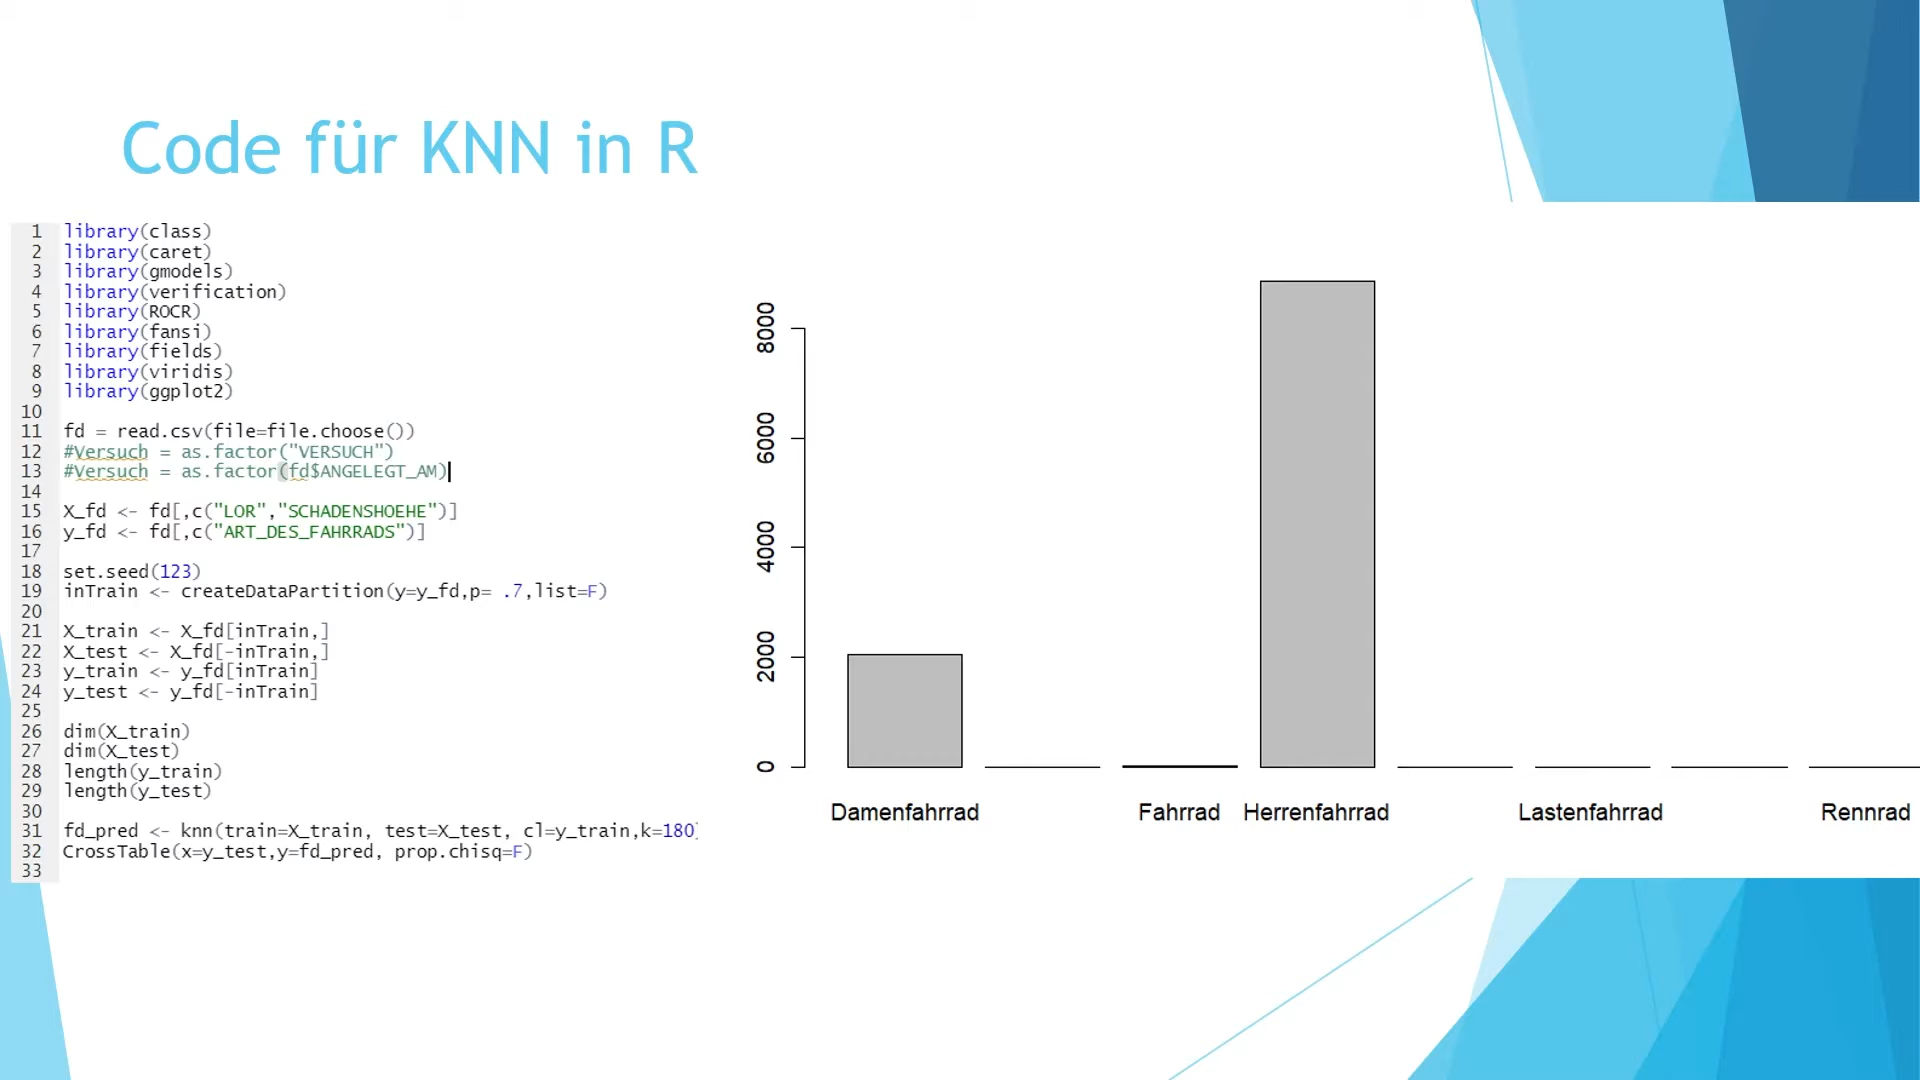 Code für KNN in R
1 library(class)
2 library(caret)
3 library(gmodels)
4 library(verification)
5 library(ROCR)
6 library(fansi)
7 library(fields)
8 library(viridis)
9 library(ggplot2)
10
11 fd = read.csv(file=file.choose())
12 #Versuch = as.factor("VERSUCH")
13 #Versuch = as.factor(fd$ANGELEGT_AM)
14
15 X_fd <- fd[,c("LOR","SCHADENSHOEHE")]
16 y_fd <- fd[,c("ART_DES_FAHRRADS")]
17
18 set.seed(123)
19 inTrain <- createDataPartition(y=y_fd,p= .7,list=F)
20
21 X_train <- X_fd[inTrain,]
22 X_test <- X_fd[-inTrain,]
23 y_train <- y_fd[inTrain]
24 y_test <- y_fd[-inTrain]
25
26 dim(X_train)
27 dim(X_test)
28 length(y_train)
29 length(y_test)
30
31 fd_pred <- knn(train=X_train, test=X_test, cl=y_train,k=180)
32 CrossTable(x=y_test,y=fd_pred, prop.chisq=F)
33
8000
6000
4000
2000
0
Damenfahrrad Fahrrad Herrenfahrrad Lastenfahrrad Rennrad